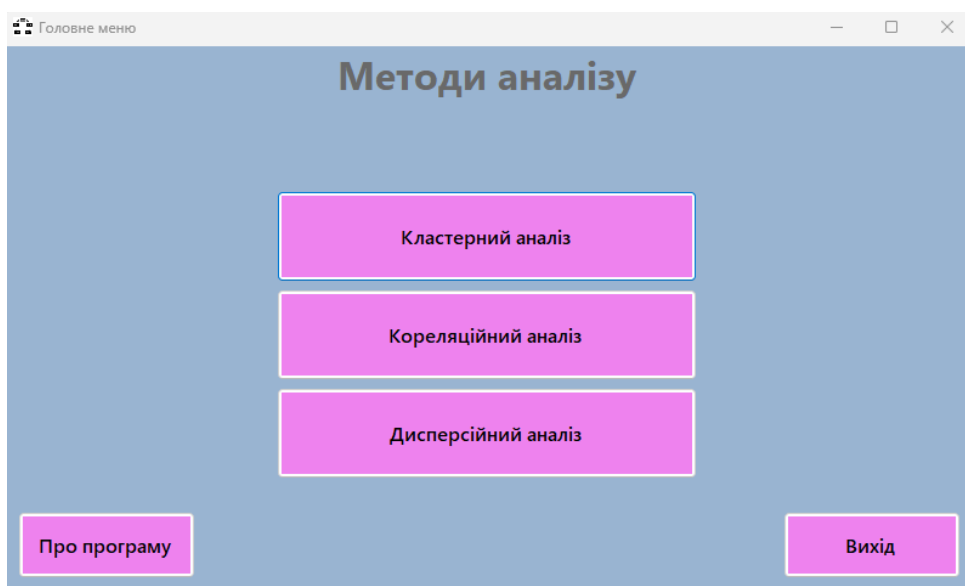 Головне меню
Методи аналізу
Кластерний аналіз
Кореляційний аналіз
Дисперсійний аналіз
Про програму
Вихід